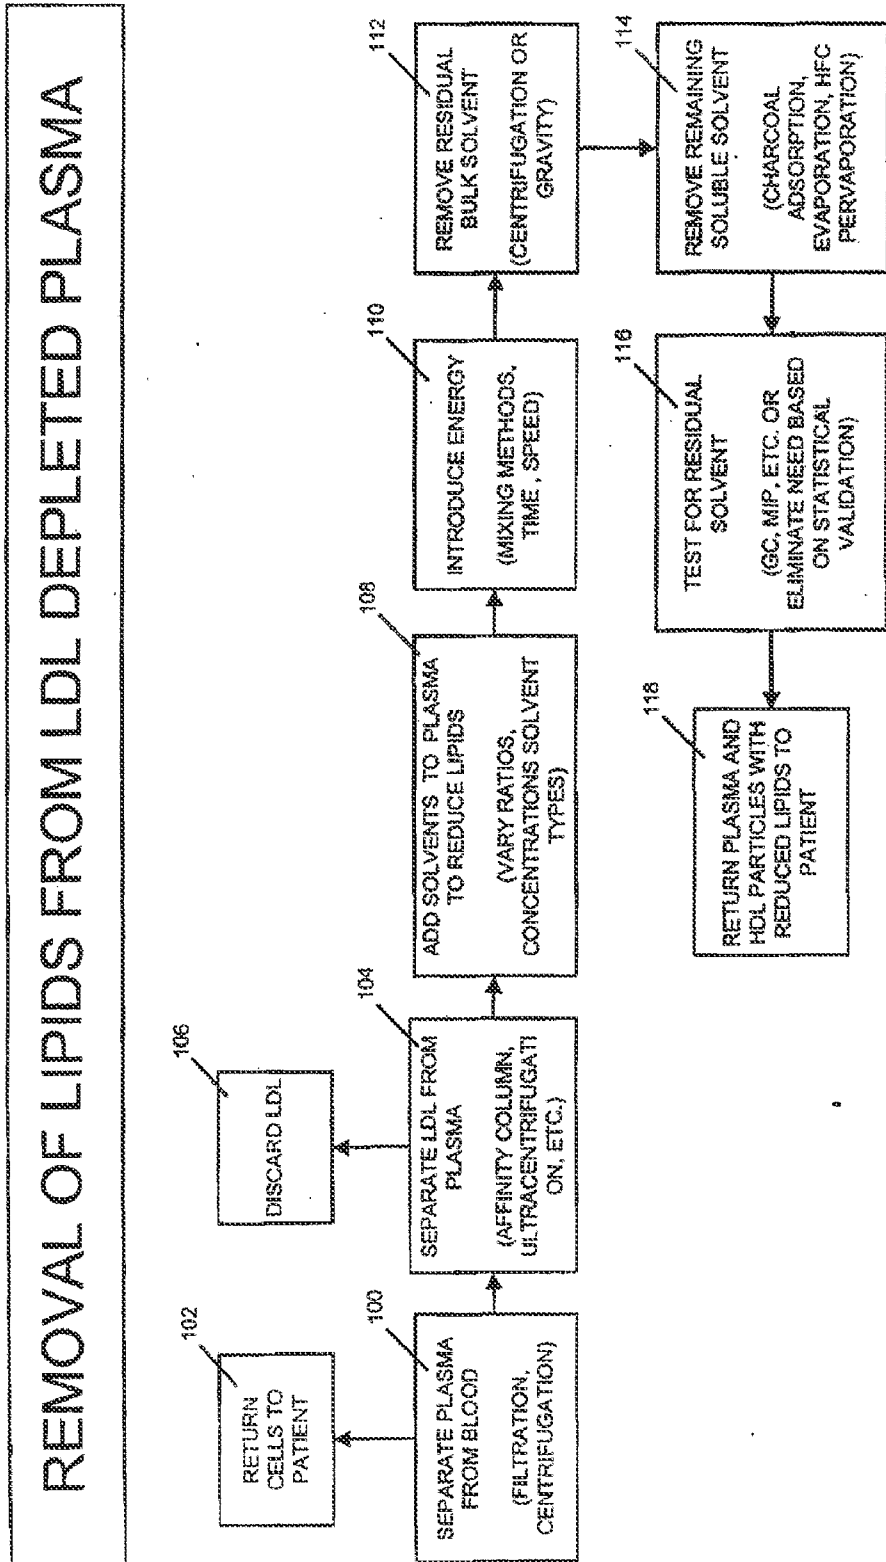 REMOVAL OF LIPIDS FROM LDL DEPLETED PLASMA
102
RETURN
CELLS TO
PATIENT
106
DISCARD LDL
100
SEPARATE PLASMA
FROM BLOOD
(FILTRATION,
CENTRIFUGATION)
104
SEPARATE LDL FROM
PLASMA
(AFFINITY COLUMN,
ULTRACENTRIFUGATI
ON, ETC.)
108
ADD SOLVENTS TO PLASMA
TO REDUCE LIPIDS
(VARY RATIOS,
CONCENTRATIONS SOLVENT
TYPES)
110
INTRODUCE ENERGY
(MIXING METHODS,
TIME , SPEED)
112
REMOVE RESIDUAL
BULK SOLVENT
(CENTRIFUGATION OR
GRAVITY)
114
REMOVE REMAINING
SOLUBLE SOLVENT
(CHARCOAL
ADSORPTION,
EVAPORATION, HFC
PERVAPORATION)
116
TEST FOR RESIDUAL
SOLVENT
(GC, MIP, ETC. OR
ELIMINATE NEED BASED
ON STATISTICAL
VALIDATION)
118
RETURN PLASMA AND
HDL PARTICLES WITH
REDUCED LIPIDS TO
PATIENT